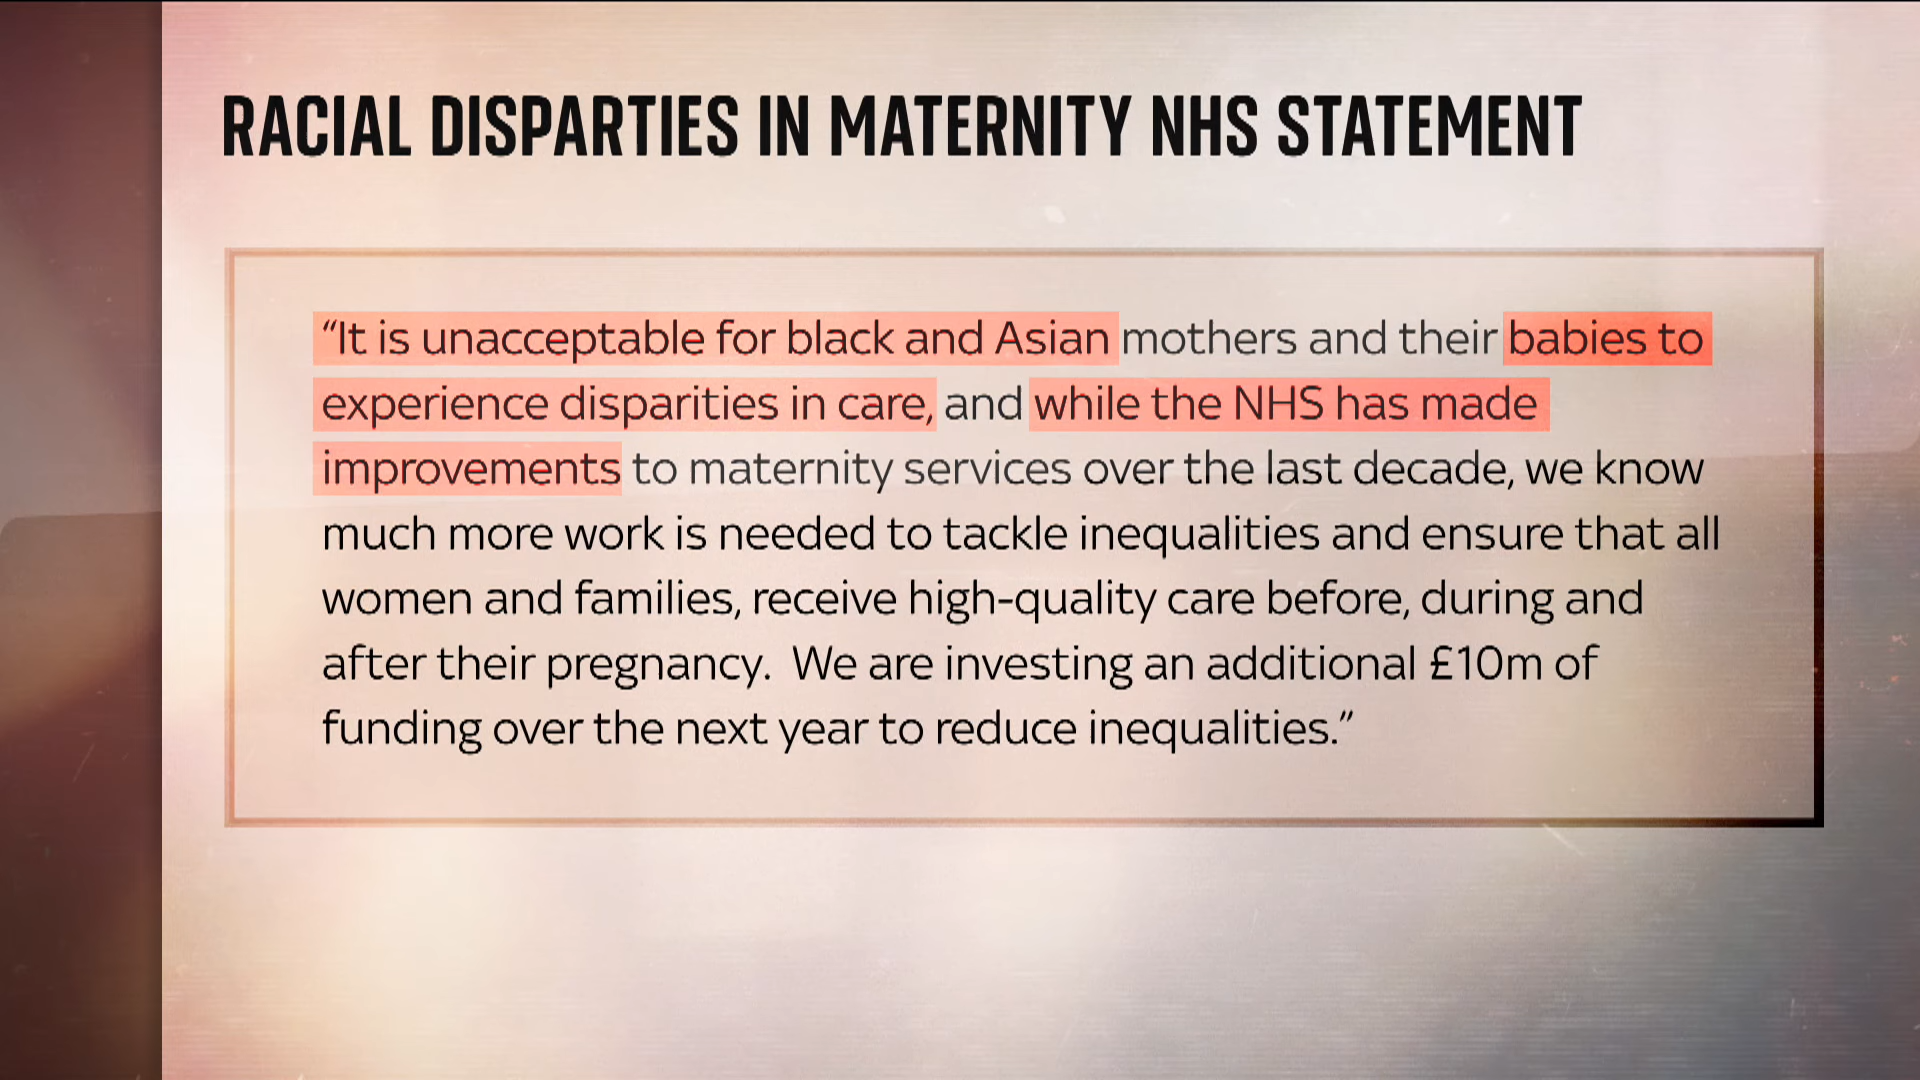 RACIAL DISPARTIES IN MATERNITY NHS STATEMENT
“It is unacceptable for black and Asian mothers and their babies to
experience disparities in care, and while the NHS has made
improvements to maternity services over the last decade, we know
much more work is needed to tackle inequalities and ensure that all
women and families, receive high-quality care before, during and
after their pregnancy.  We are investing an additional £10m of
funding over the next year to reduce inequalities.”